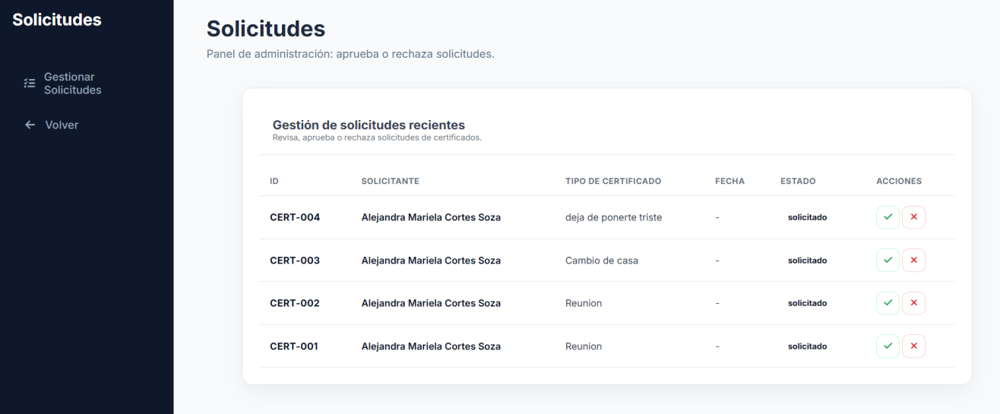 Solicitudes
Gestionar
Solicitudes
Volver
Solicitudes
Panel de administración: aprueba o rechaza solicitudes.
Gestión de solicitudes recientes
Revisa, aprueba o rechaza solicitudes de certificados.
ID SOLICITANTE TIPO DE CERTIFICADO FECHA ESTADO ACCIONES
CERT-004 Alejandra Mariela Cortes Soza deja de ponerte triste - solicitado
CERT-003 Alejandra Mariela Cortes Soza Cambio de casa - solicitado
CERT-002 Alejandra Mariela Cortes Soza Reunion - solicitado
CERT-001 Alejandra Mariela Cortes Soza Reunion - solicitado